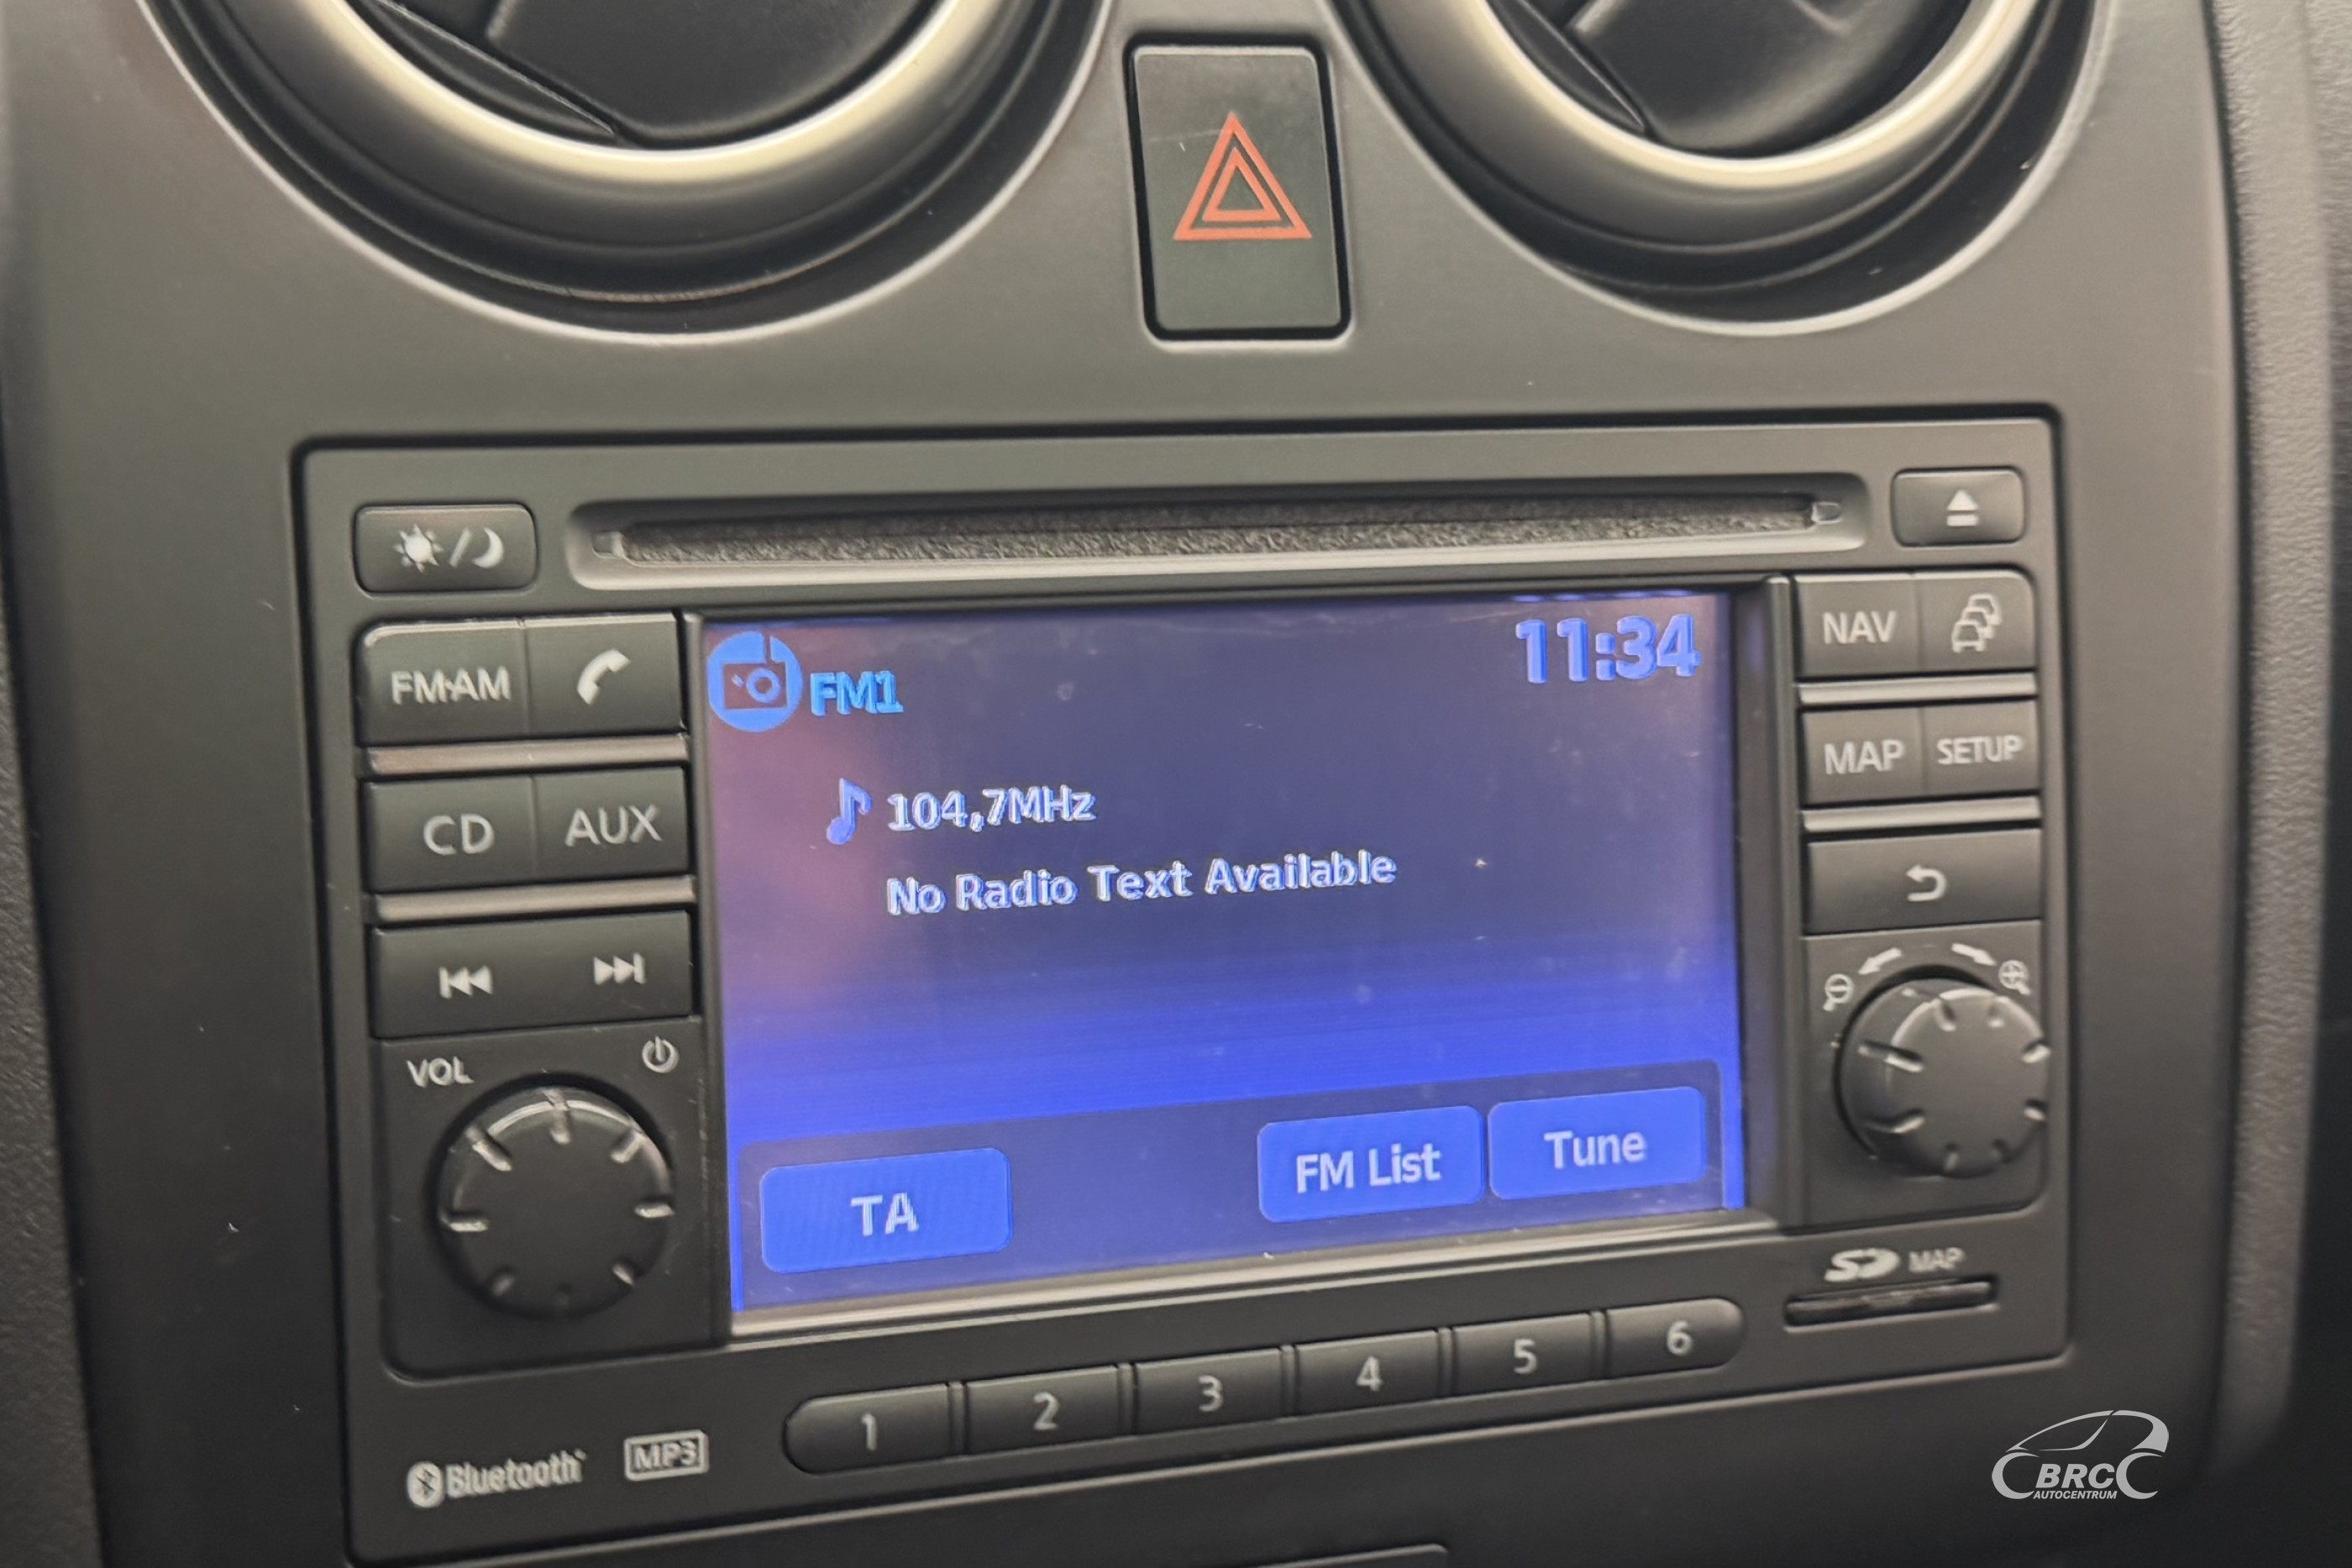 FM·AM
CD AUX
VOL
FM1
11:34
104,7MHz
No Radio Text Available
TA
FM List
Tune
NAV
MAP SETUP
SD MAP
1 2 3 4 5 6
Bluetooth
MP3
BRC
AUTOCENTRUM